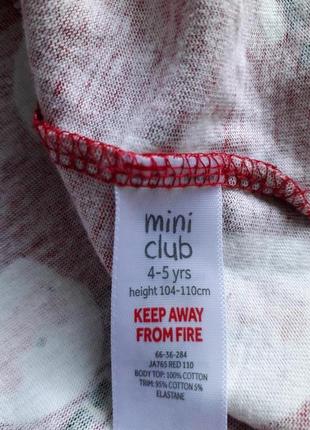 mini
club
4-5 yrs
height 104-110cm
KEEP AWAY
FROM FIRE
66-36-284
JA765 RED 110
BODY TOP: 100% COTTON
TRIM: 95% COTTON 5%
ELASTANE